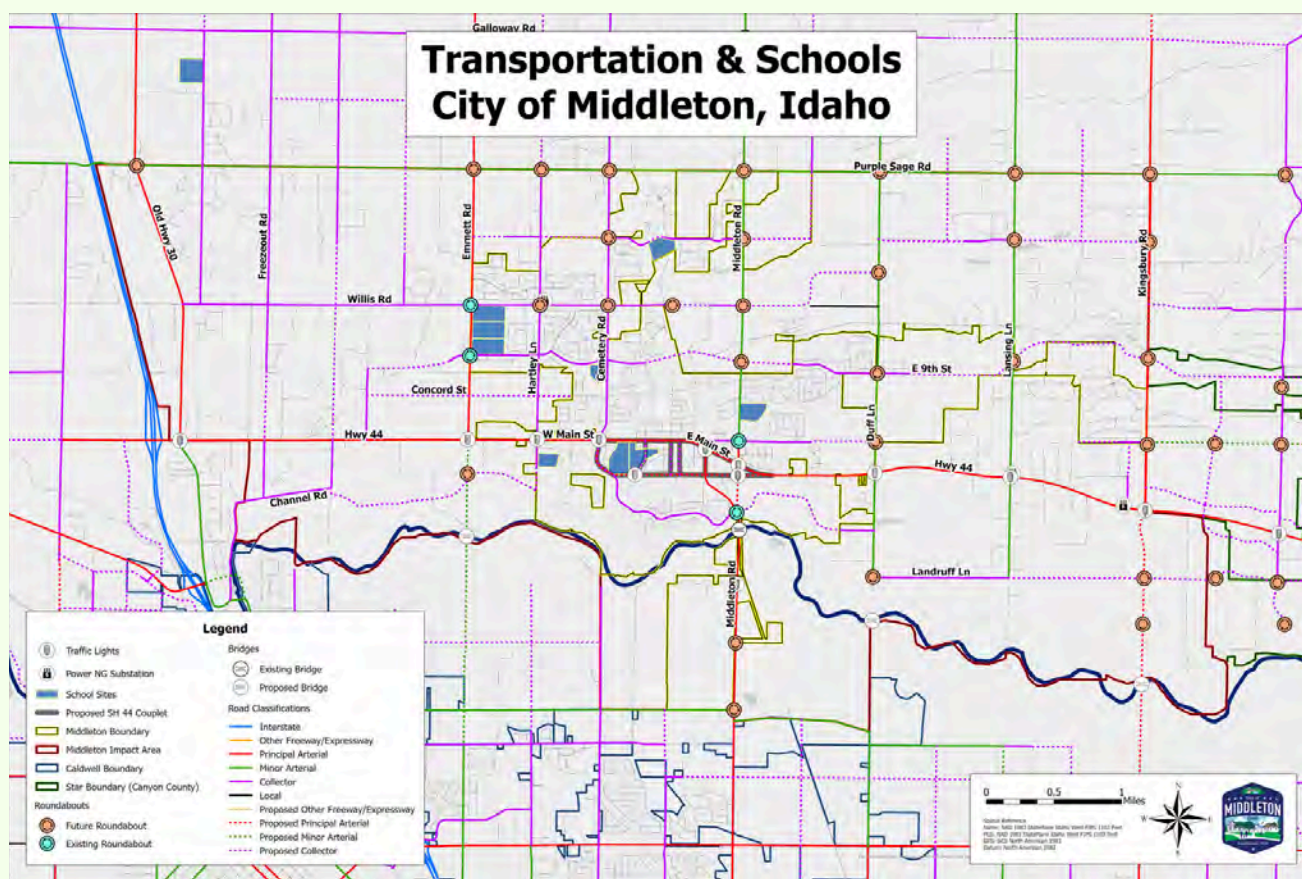 Galloway Rd
Transportation & Schools
City of Middleton, Idaho
Purple Sage Rd
Old Hwy 30
Freezeout Rd
Emmett Rd
Middleton Rd
Kingsbury Rd
Willis Rd
Hartley Ln
Cemetery Rd
Lansing Ln
E 9th St
Concord St
Duff Ln
Hwy 44
W Main St
E Main St
Hwy 44
Channel Rd
Landruff Ln
Middleton Rd
Legend
Traffic Lights
Power NG Substation
School Sites
Proposed SH 44 Couplet
Middleton Boundary
Middleton Impact Area
Caldwell Boundary
Star Boundary (Canyon County)
Roundabouts
Future Roundabout
Existing Roundabout
Bridges
Existing Bridge
Proposed Bridge
Road Classifications
Interstate
Other Freeway/Expressway
Principal Arterial
Minor Arterial
Collector
Local
Proposed Other Freeway/Expressway
Proposed Principal Arterial
Proposed Minor Arterial
Proposed Collector
0 0.5 1
Miles
N
W E
S
MIDDLETON